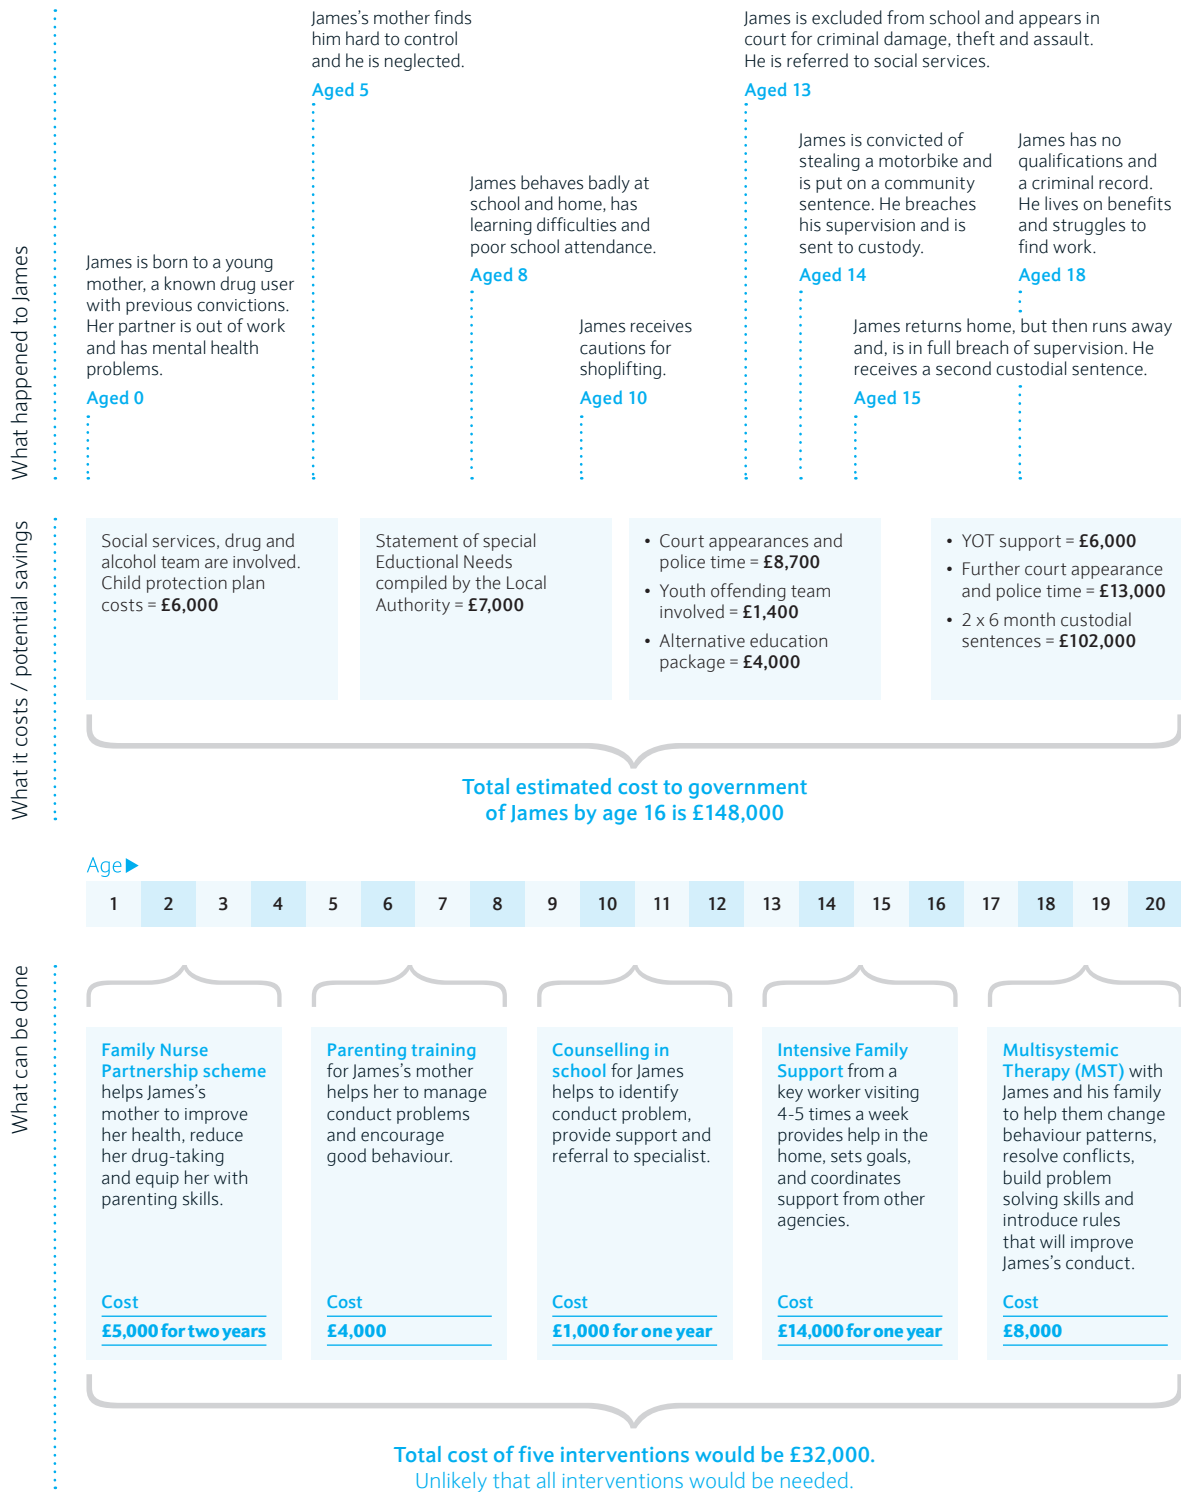 What happened to James
James's mother finds
him hard to control
and he is neglected.
Aged 5
James is excluded from school and appears in
court for criminal damage, theft and assault.
He is referred to social services.
Aged 13
James is convicted of
stealing a motorbike and
is put on a community
sentence. He breaches
his supervision and is
sent to custody.
Aged 14
James has no
qualifications and
a criminal record.
He lives on benefits
and struggles to
find work.
Aged 18
James behaves badly at
school and home, has
learning difficulties and
poor school attendance.
Aged 8
James is born to a young
mother, a known drug user
with previous convictions.
Her partner is out of work
and has mental health
problems.
Aged 0
James receives
cautions for
shoplifting.
Aged 10
James returns home, but then runs away
and, is in full breach of supervision. He
receives a second custodial sentence.
Aged 15
What it costs / potential savings
Social services, drug and
alcohol team are involved.
Child protection plan
costs = £6,000
Statement of special
Eductional Needs
compiled by the Local
Authority = £7,000
• Court appearances and
police time = £8,700
• Youth offending team
involved = £1,400
• Alternative education
package = £4,000
• YOT support = £6,000
• Further court appearance
and police time = £13,000
• 2 x 6 month custodial
sentences = £102,000
Total estimated cost to government
of James by age 16 is £148,000
Age
1 2 3 4 5 6 7 8 9 10 11 12 13 14 15 16 17 18 19 20
What can be done
Family Nurse
Partnership scheme
helps James's
mother to improve
her health, reduce
her drug-taking
and equip her with
parenting skills.
Cost
£5,000 for two years
Parenting training
for James's mother
helps her to manage
conduct problems
and encourage
good behaviour.
Cost
£4,000
Counselling in
school for James
helps to identify
conduct problem,
provide support and
referral to specialist.
Cost
£1,000 for one year
Intensive Family
Support from a
key worker visiting
4-5 times a week
provides help in the
home, sets goals,
and coordinates
support from other
agencies.
Cost
£14,000 for one year
Multisystemic
Therapy (MST) with
James and his family
to help them change
behaviour patterns,
resolve conflicts,
build problem
solving skills and
introduce rules
that will improve
James's conduct.
Cost
£8,000
Total cost of five interventions would be £32,000.
Unlikely that all interventions would be needed.